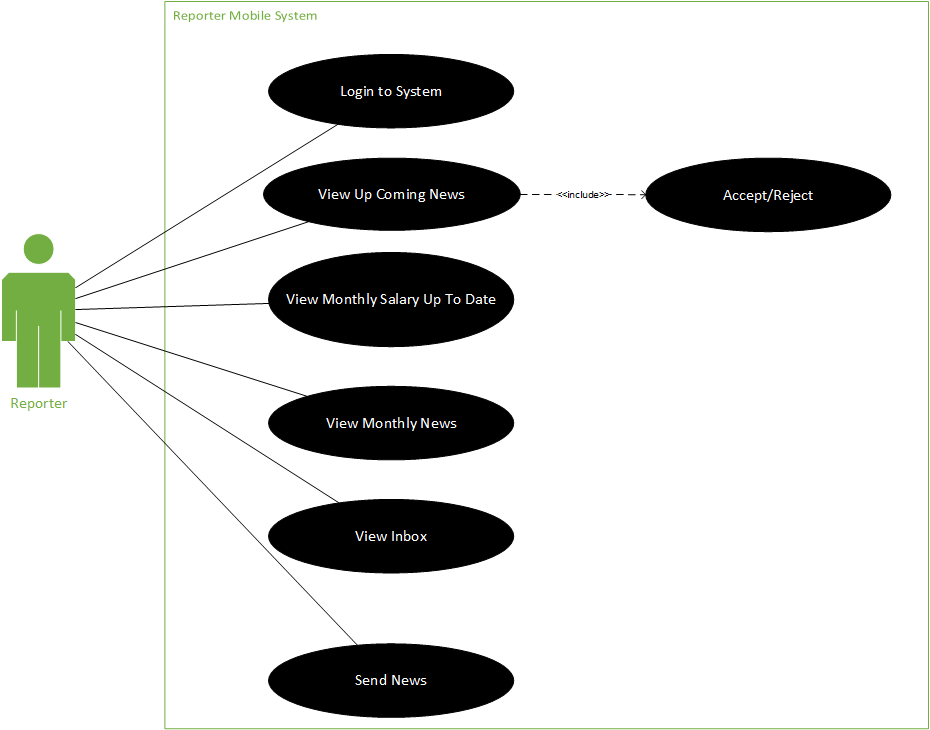 Reporter Mobile System
Login to System
View Up Coming News
<<include>>
Accept/Reject
View Monthly Salary Up To Date
Reporter
View Monthly News
View Inbox
Send News